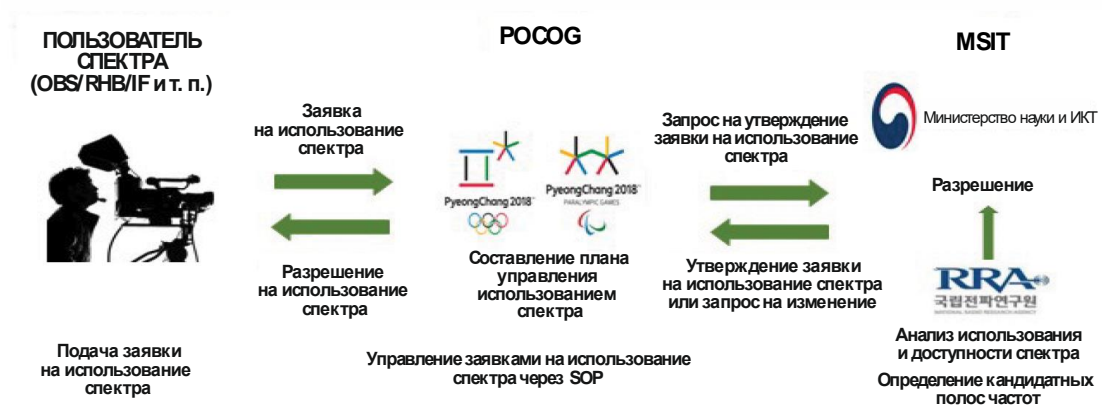 ПОЛЬЗОВАТЕЛЬ
СПЕКТРА
(OBS/RHB/IF и т. п.)
Подача заявки
на использование
спектра
Заявка
на использование
спектра
Разрешение
на использование
спектра
POCOG
PyeongChang 2018™
PyeongChang 2018™
PARALYMPIC GAMES
Составление плана
управления
использованием
спектра
Управление заявками на использование
спектра через SOP
Запрос на утверждение
заявки на использование
спектра
Утверждение заявки
на использование спектра
или запрос на изменение
MSIT
Министерство науки и ИКТ
Разрешение
RRA
국립전파연구원
NATIONAL RADIO RESEARCH AGENCY
Анализ использования
и доступности спектра
Определение кандидатных
полос частот